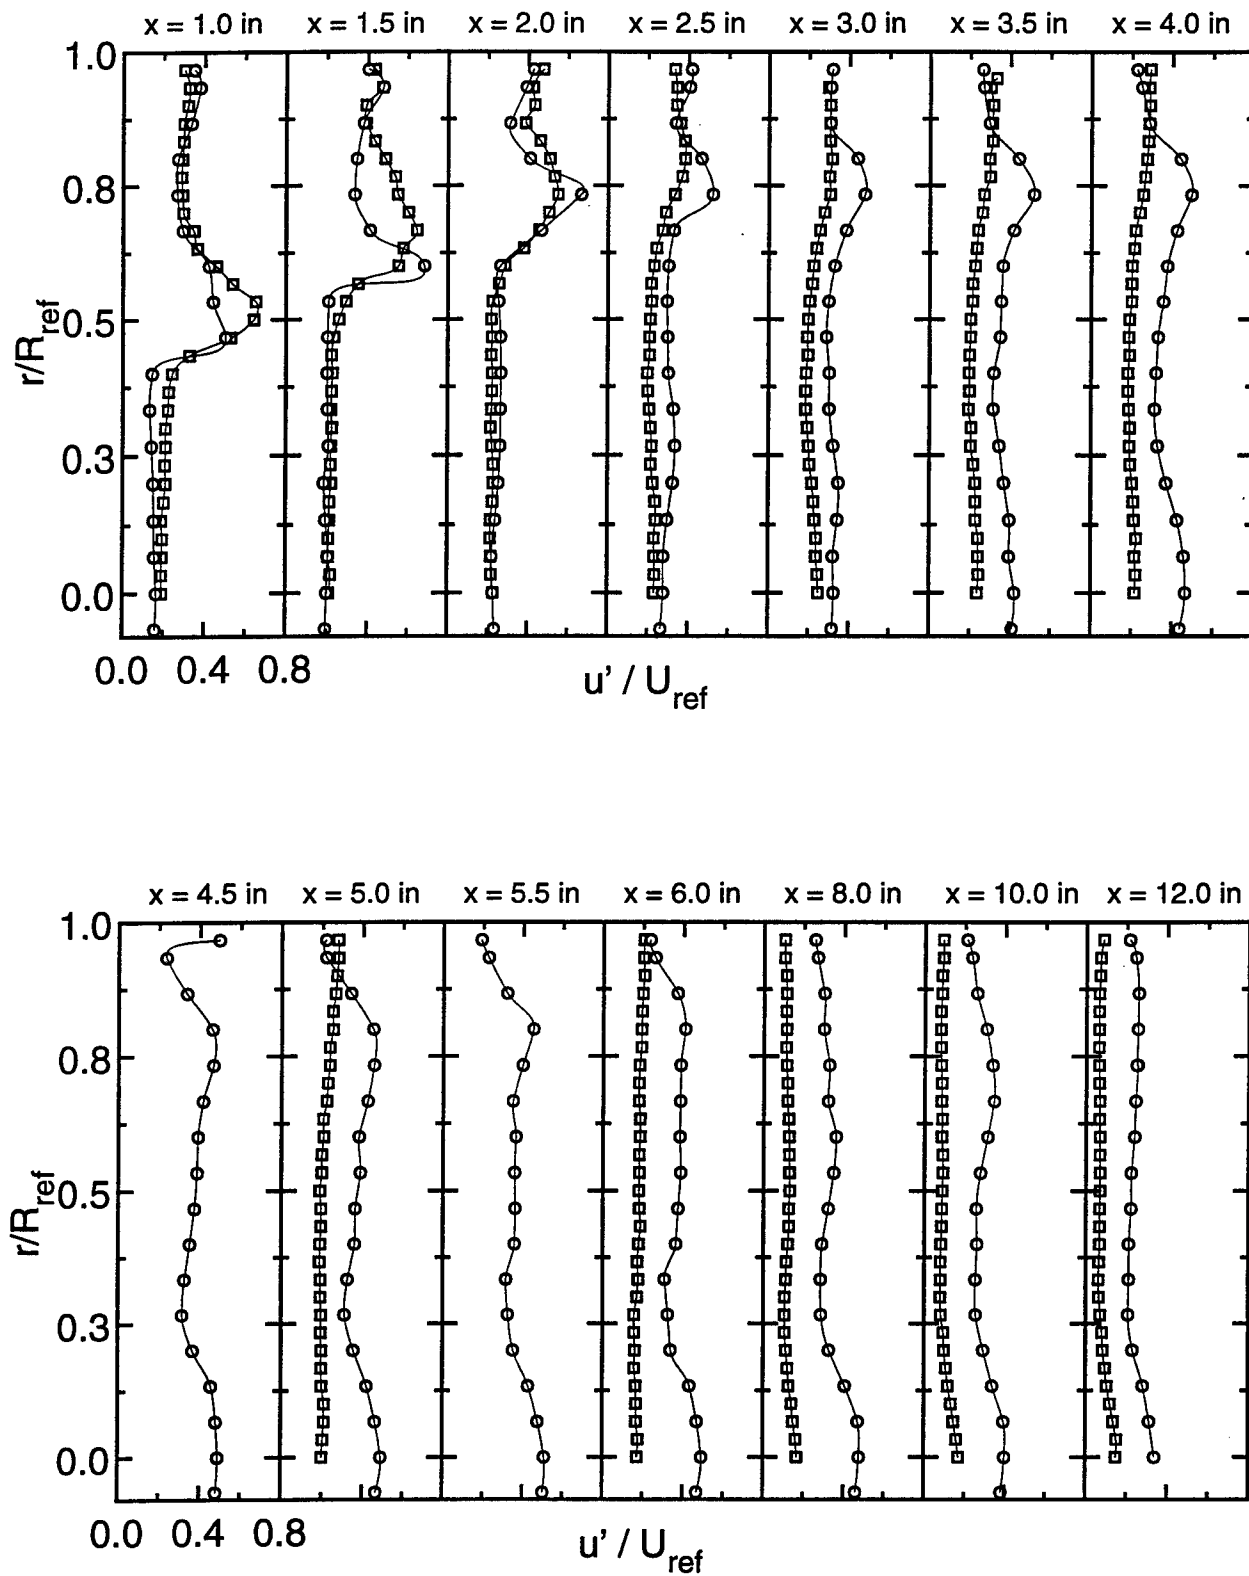 x = 1.0 in x = 1.5 in x = 2.0 in x = 2.5 in x = 3.0 in x = 3.5 in x = 4.0 in
1.0
0.8
0.5
0.3
0.0
r/Rref
0.0 0.4 0.8
u' / Uref
x = 4.5 in x = 5.0 in x = 5.5 in x = 6.0 in x = 8.0 in x = 10.0 in x = 12.0 in
1.0
0.8
0.5
0.3
0.0
r/Rref
0.0 0.4 0.8
u' / Uref